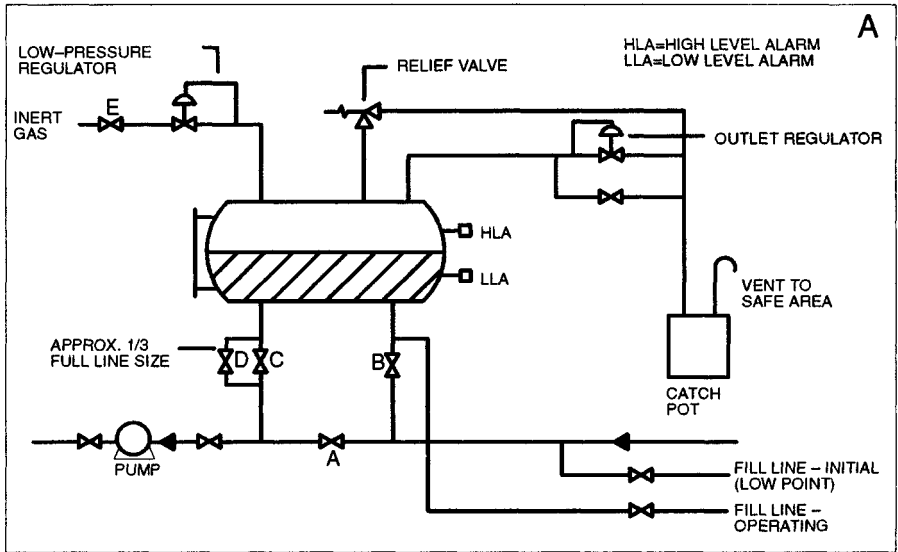 A
LOW–PRESSURE
REGULATOR
RELIEF VALVE
HLA=HIGH LEVEL ALARM
LLA=LOW LEVEL ALARM
E
INERT
GAS
OUTLET REGULATOR
HLA
LLA
VENT TO
SAFE AREA
APPROX. 1/3
FULL LINE SIZE
D
C
B
CATCH
POT
PUMP
A
FILL LINE – INITIAL
(LOW POINT)
FILL LINE –
OPERATING